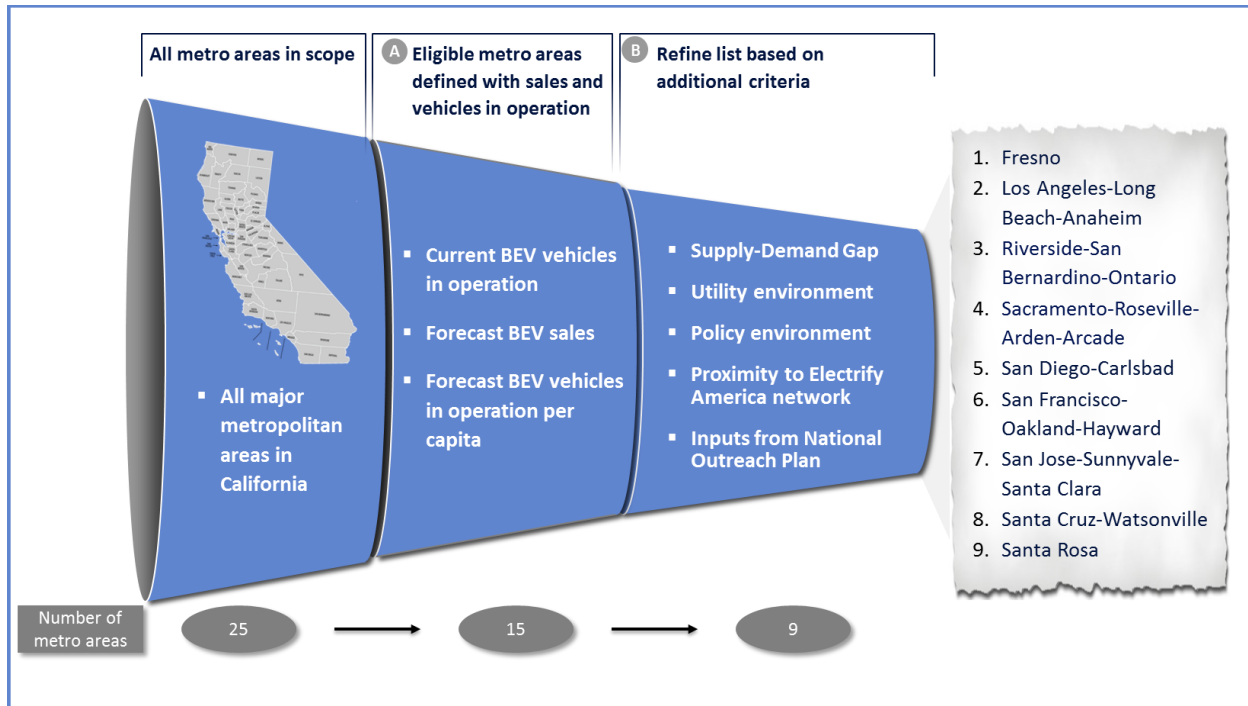 All metro areas in scope
A Eligible metro areas
defined with sales and
vehicles in operation
B Refine list based on
additional criteria
▪ All major
metropolitan
areas in
California
▪ Current BEV vehicles
in operation
▪ Forecast BEV sales
▪ Forecast BEV vehicles
in operation per
capita
▪ Supply-Demand Gap
▪ Utility environment
▪ Policy environment
▪ Proximity to Electrify
America network
▪ Inputs from National
Outreach Plan
1. Fresno
2. Los Angeles-Long
Beach-Anaheim
3. Riverside-San
Bernardino-Ontario
4. Sacramento-Roseville-
Arden-Arcade
5. San Diego-Carlsbad
6. San Francisco-
Oakland-Hayward
7. San Jose-Sunnyvale-
Santa Clara
8. Santa Cruz-Watsonville
9. Santa Rosa
Number of
metro areas
25
15
9